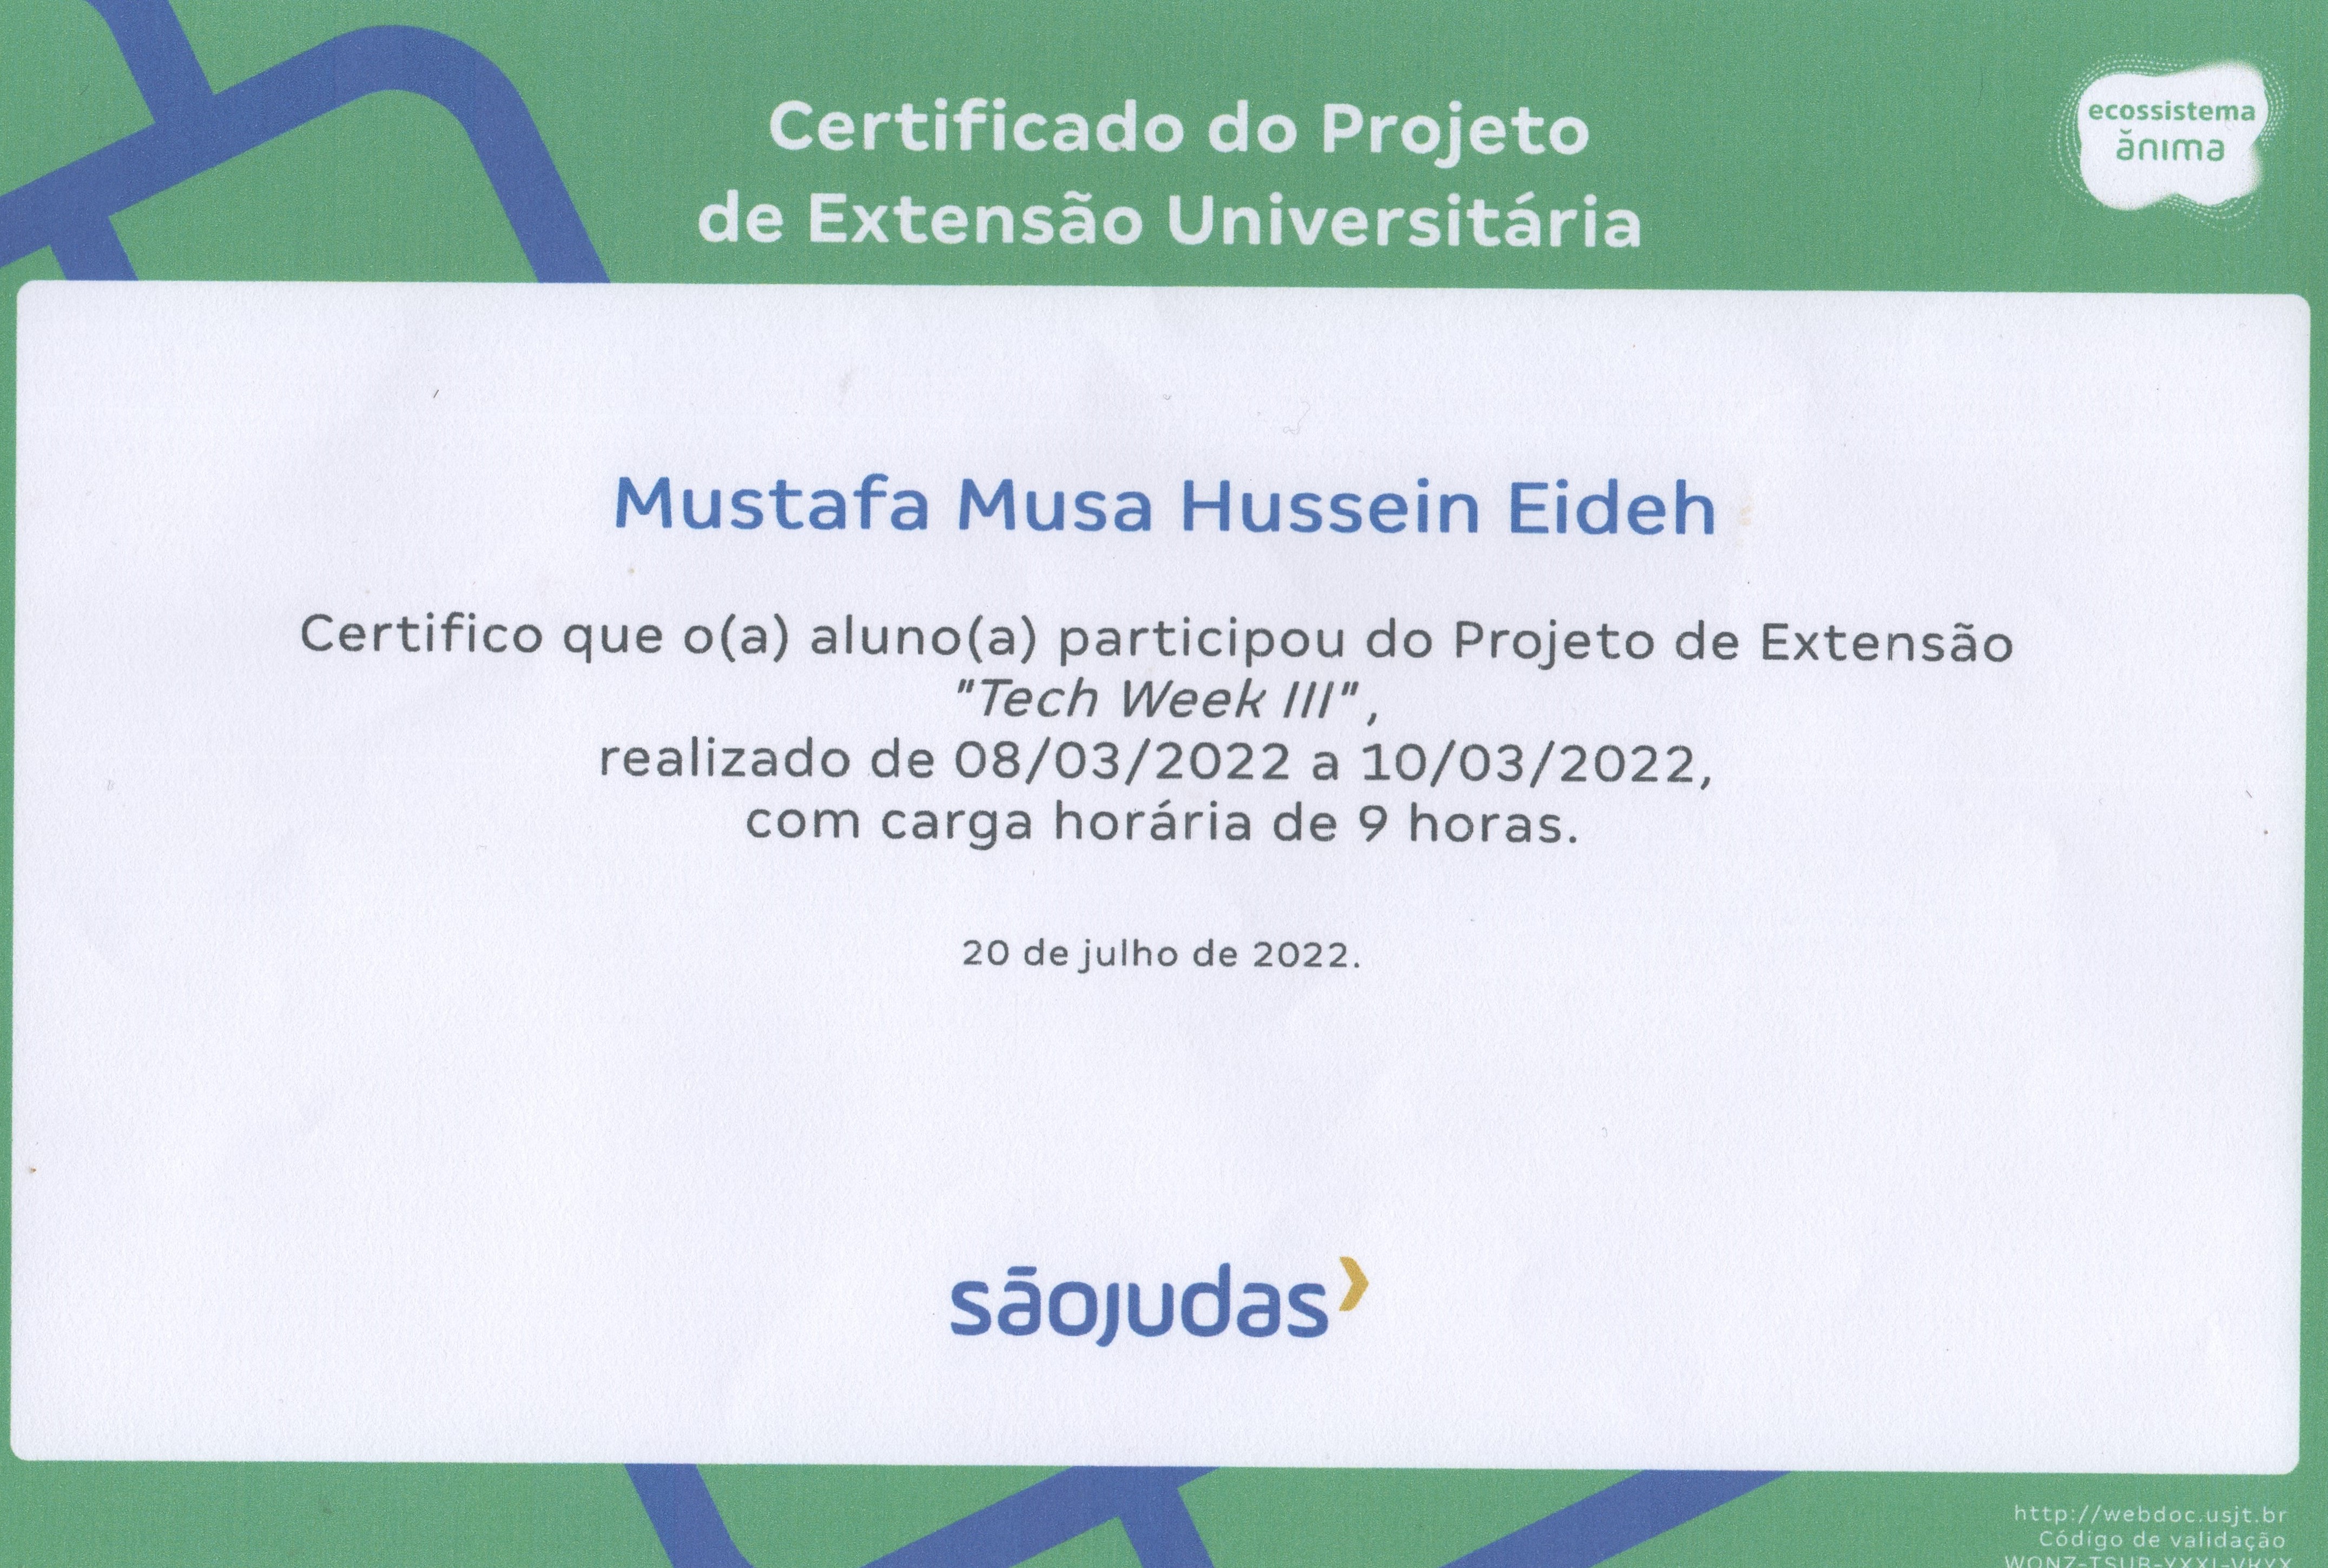 Certificado do Projeto
de Extensão Universitária
ecossistema
ănıma
Mustafa Musa Hussein Eideh
Certifico que o(a) aluno(a) participou do Projeto de Extensão
"Tech Week III",
realizado de 08/03/2022 a 10/03/2022,
com carga horária de 9 horas.
20 de julho de 2022.
sãojudas
http://webdoc.usjt.br
Código de validação